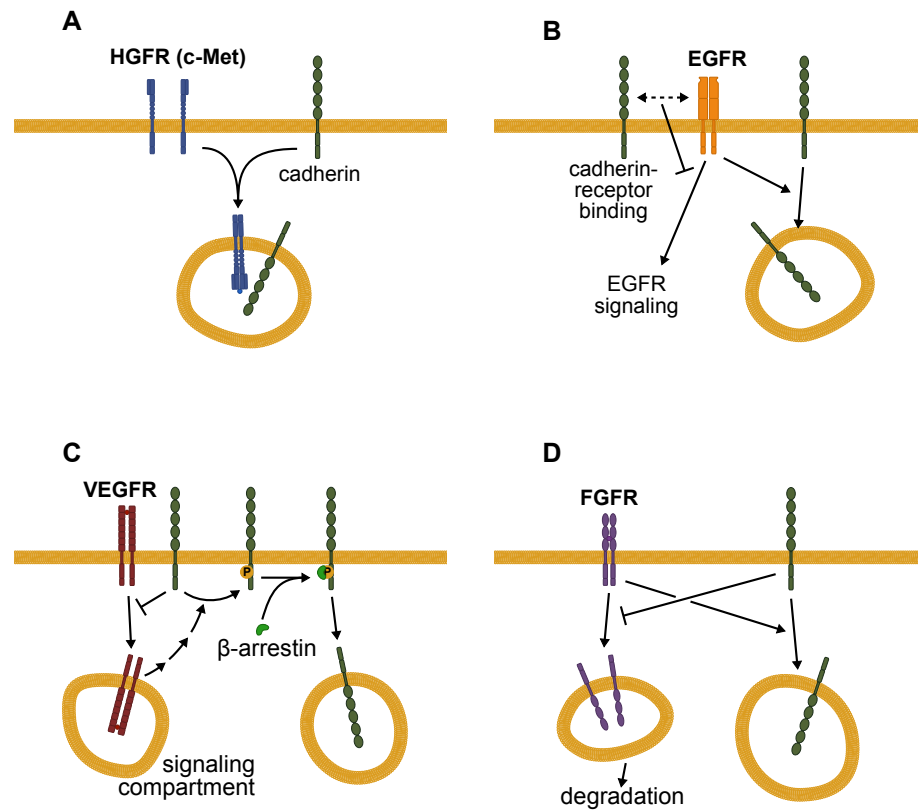 A
HGFR (c-Met)
cadherin
B
EGFR
cadherin-
receptor
binding
EGFR
signaling
C
VEGFR
P
P
β-arrestin
signaling
compartment
D
FGFR
degradation